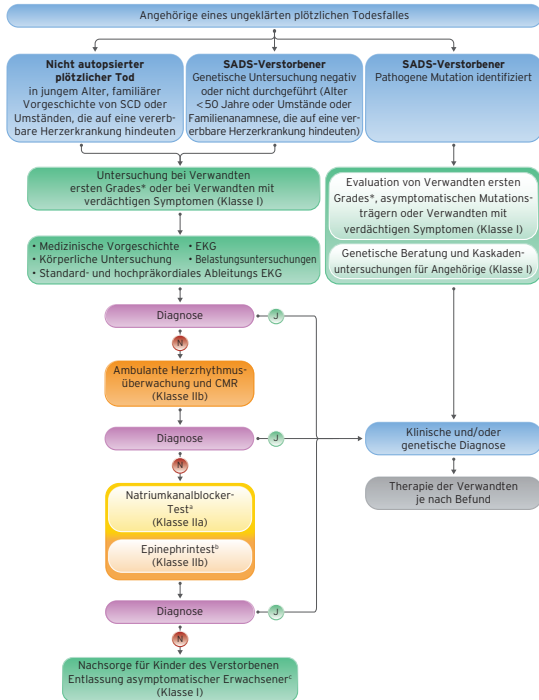 Angehörige eines ungeklärten plötzlichen Todesfalles
Nicht autopsierter
plötzlicher Tod
in jungem Alter, familiärer
Vorgeschichte von SCD oder
Umständen, die auf eine vererb-
bare Herzerkrankung hindeuten
SADS-Verstorbener
Genetische Untersuchung negativ
oder nicht durchgeführt (Alter
<50 Jahre oder Umstände oder
Familienanamnese, die auf eine ver-
erbbare Herzerkrankung hindeuten)
SADS-Verstorbener
Pathogene Mutation identifiziert
Untersuchung bei Verwandten
ersten Grades* oder bei Verwandten mit
verdächtigen Symptomen (Klasse I)
Evaluation von Verwandten ersten
Grades*, asymptomatischen Mutations-
trägern oder Verwandten mit
verdächtigen Symptomen (Klasse I)
Genetische Beratung und Kaskaden-
untersuchungen für Angehörige (Klasse I)
• Medizinische Vorgeschichte • EKG
• Körperliche Untersuchung • Belastungsuntersuchungen
• Standard- und hochpräkordiales Ableitungs EKG
Diagnose
J
N
Ambulante Herzrhythmus-
überwachung und CMR
(Klasse IIb)
Diagnose
J
Klinische und/oder
genetische Diagnose
N
Therapie der Verwandten
je nach Befund
Natriumkanalblocker-
Testᵃ
(Klasse IIa)
Epinephrintestᵇ
(Klasse IIb)
Diagnose
J
N
Nachsorge für Kinder des Verstorbenen
Entlassung asymptomatischer Erwachsenerᶜ
(Klasse I)